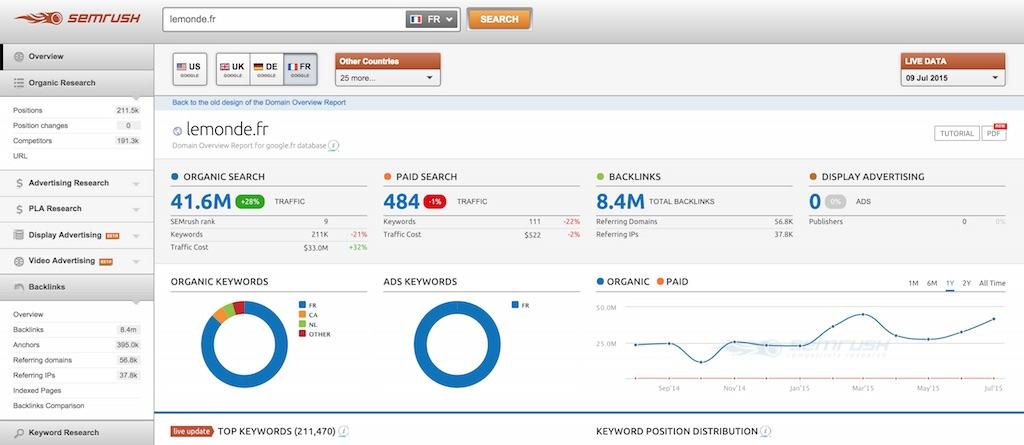 SEMRUSH
lemonde.fr
FR
SEARCH
Overview
Organic Research
Positions 211.5k
Position changes 0
Competitors 191.3k
URL
Advertising Research
PLA Research
Display Advertising BETA
Video Advertising BETA
Backlinks
Overview
Backlinks 8.4m
Anchors 395.0k
Referring domains 56.8k
Referring IPs 37.8k
Indexed Pages
Backlinks Comparison
Keyword Research
US GOOGLE
UK GOOGLE
DE GOOGLE
FR GOOGLE
Other Countries
25 more...
LIVE DATA
09 Jul 2015
Back to the old design of the Domain Overview Report
lemonde.fr
Domain Overview Report for google.fr database i
TUTORIAL
PDF
NEW
ORGANIC SEARCH
41.6M +28% TRAFFIC
SEMrush rank 9
Keywords 211K -21%
Traffic Cost $33.0M +32%
PAID SEARCH
484 -1% TRAFFIC
Keywords 111 -22%
Traffic Cost $522 -2%
BACKLINKS
8.4M TOTAL BACKLINKS
Referring Domains 56.8K
Referring IPs 37.8K
DISPLAY ADVERTISING
0 0% ADS
Publishers 0 0%
ORGANIC KEYWORDS
FR
CA
NL
OTHER
ADS KEYWORDS
FR
ORGANIC PAID
1M 6M 1Y 2Y All Time
50.0M
25.0M
SEMRUSH
competitors research
Sep'14 Nov'14 Jan'15 Mar'15 May'15 Jul'15
live update TOP KEYWORDS (211,470) i
KEYWORD POSITION DISTRIBUTION i